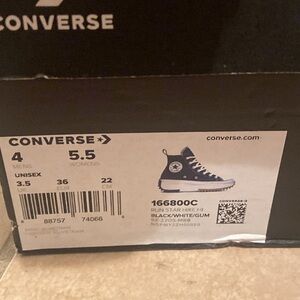 CONVERSE
CONVERSE
converse.com
4 5.5
MENS WOMENS
UNISEX
3.5 36 22
UK EUR CM
166800C
RUN STAR HIKE HI
BLACK/WHITE/GUM
88757 74066
CONVERSE